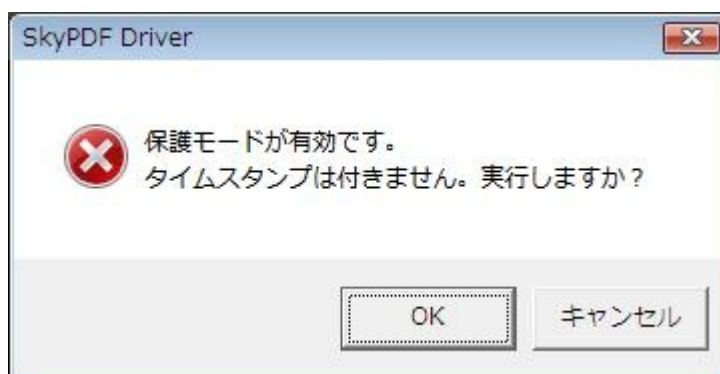 SkyPDF Driver
保護モードが有効です。
タイムスタンプは付きません。実行しますか？
OK
キャンセル